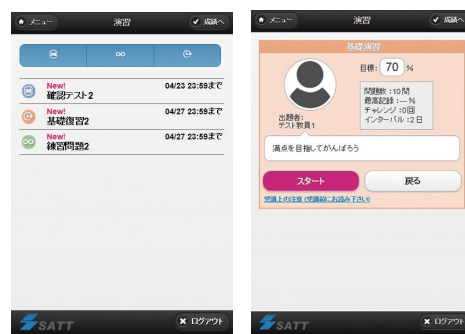 メニュー
演習
成績へ
New!
確認テスト2
04/23 23:59まで
New!
基礎復習2
04/27 23:59まで
New!
練習問題2
04/27 23:59まで
SATT
ログアウト
メニュー
演習
成績へ
基礎演習
目標: 70 %
問題数:10問
最高記録:---%
チャレンジ:0回
インターバル:2日
出題者:
テスト教員1
満点を目指してがんばろう
スタート
戻る
受講上の注意(受講前にお読み下さい)
SATT
ログアウト